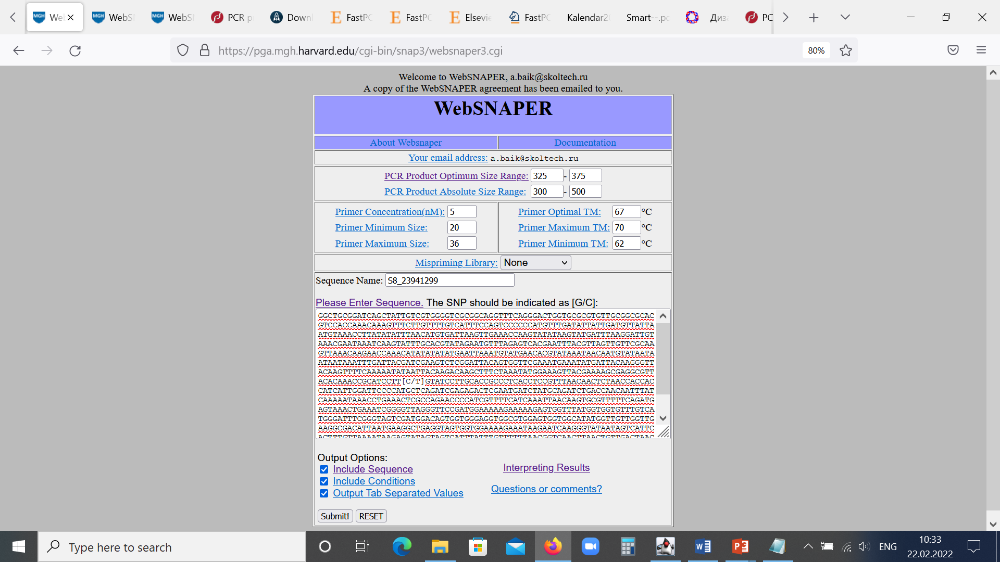 We
WebS
WebS
PCR p
Down
FastPC
FastPC
Elsevie
FastPC
Kalendar2
Smart--.pc
Диз
PC
https://pga.mgh.harvard.edu/cgi-bin/snap3/websnaper3.cgi
80%
Welcome to WebSNAPER, a.baik@skoltech.ru
A copy of the WebSNAPER agreement has been emailed to you.
WebSNAPER
About Websnaper
Documentation
Your email address: a.baik@skoltech.ru
PCR Product Optimum Size Range: 325 - 375
PCR Product Absolute Size Range: 300 - 500
Primer Concentration(nM): 5
Primer Minimum Size: 20
Primer Maximum Size: 36
Primer Optimal TM: 67 °C
Primer Maximum TM: 70 °C
Primer Minimum TM: 62 °C
Mispriming Library: None
Sequence Name: S8_23941299
Please Enter Sequence. The SNP should be indicated as [G/C]:
GGCTGCGGATCAGCTATTGTCGTGGGGTCGCGGCAGGTTTCAGGGACTGGTGCGCGTGTTGCGGCGCAC
GTCCACCAAACAAAGTTTCTTGTTTTGTCATTTCCAGTCCCCCCATGTTTGATATTATTGATGTTATTA
ATGTAAACCTTATATATTTAACATGTGATTAAGTTGAAACCAAGTATATAAGTATGATTTAAGGATTGT
AAACGAATAAATCAAGTATTTGCACGTATAGAATGTTTAGAGTCACGAATTTACGTTAGTTGTTCGCAA
GTTAAACAAGAACCAAACATATATATATGAATTAAATGTATGAACACGTATAAATAACAATGTATAATA
ATAATAAATTTGATTACGATCGAAGTCTCGGATTACAGTGGTTCGAAATGAAATATGATTACAAGGGTT
ACAAGTTTTCAAAAATATAATTACAAGACAAGCTTTCTAAATATGGAAAGTTACGAAAAGCGAGGCGTT
ACACAAACCGCATCCTT[C/T]GTATCCTTGCACCGCCCTCACCTCCGTTTAACAACTCTAACCACCAC
CATCATTGGATTCCCCATGCTCAGATCGAGAGACTCGAATGATCTATGCAGATCTGACCAACAATTTAT
CAAAAATAAACCTGAAACTCGCCAGAACCCCATCGTTTTCATCAAATTAACAAGTGCGTTTTTCAGATG
AGTAAACTGAAATCGGGGTTAGGGTTCCGATGGAAAAAGAAAAAGAGTGGTTTATGGTGGTGTTTGTCA
TGGGATTTCGGGTAGTCGATGGACAGTGGTGGGAGGTGGCGTGGAGTGGTGGCATATGGTTGTTGGTTG
AAGGCGACATTAATGAAGGCTGAGGTAGTGGTGGAAAAGAAATAAGAATCAAGGGTATAATAGTCATTC
ACTTTGTTAAAATAAGAGTATAGTAGTCATTTATTTGTTTTTTAACGGTCAACTTAACTGTTGACTAAC
Output Options:
Include Sequence
Include Conditions
Output Tab Separated Values
Interpreting Results
Questions or comments?
Submit!
RESET
Type here to search
ENG
10:33
22.02.2022